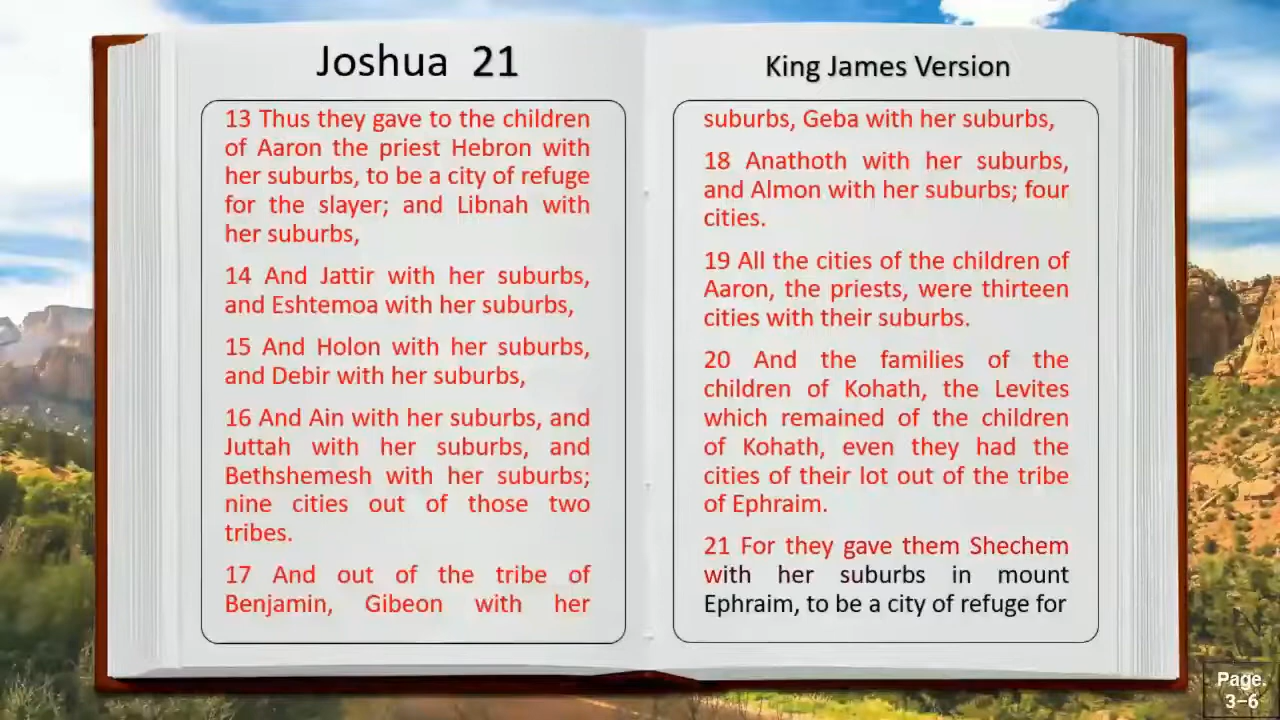 Joshua 21
13 Thus they gave to the children
of Aaron the priest Hebron with
her suburbs, to be a city of refuge
for the slayer; and Libnah with
her suburbs,
14 And Jattir with her suburbs,
and Eshtemoa with her suburbs,
15 And Holon with her suburbs,
and Debir with her suburbs,
16 And Ain with her suburbs, and
Juttah with her suburbs, and
Bethshemesh with her suburbs;
nine cities out of those two
tribes.
17 And out of the tribe of
Benjamin, Gibeon with her
King James Version
suburbs, Geba with her suburbs,
18 Anathoth with her suburbs,
and Almon with her suburbs; four
cities.
19 All the cities of the children of
Aaron, the priests, were thirteen
cities with their suburbs.
20 And the families of the
children of Kohath, the Levites
which remained of the children
of Kohath, even they had the
cities of their lot out of the tribe
of Ephraim.
21 For they gave them Shechem
with her suburbs in mount
Ephraim, to be a city of refuge for
Page.
3-6